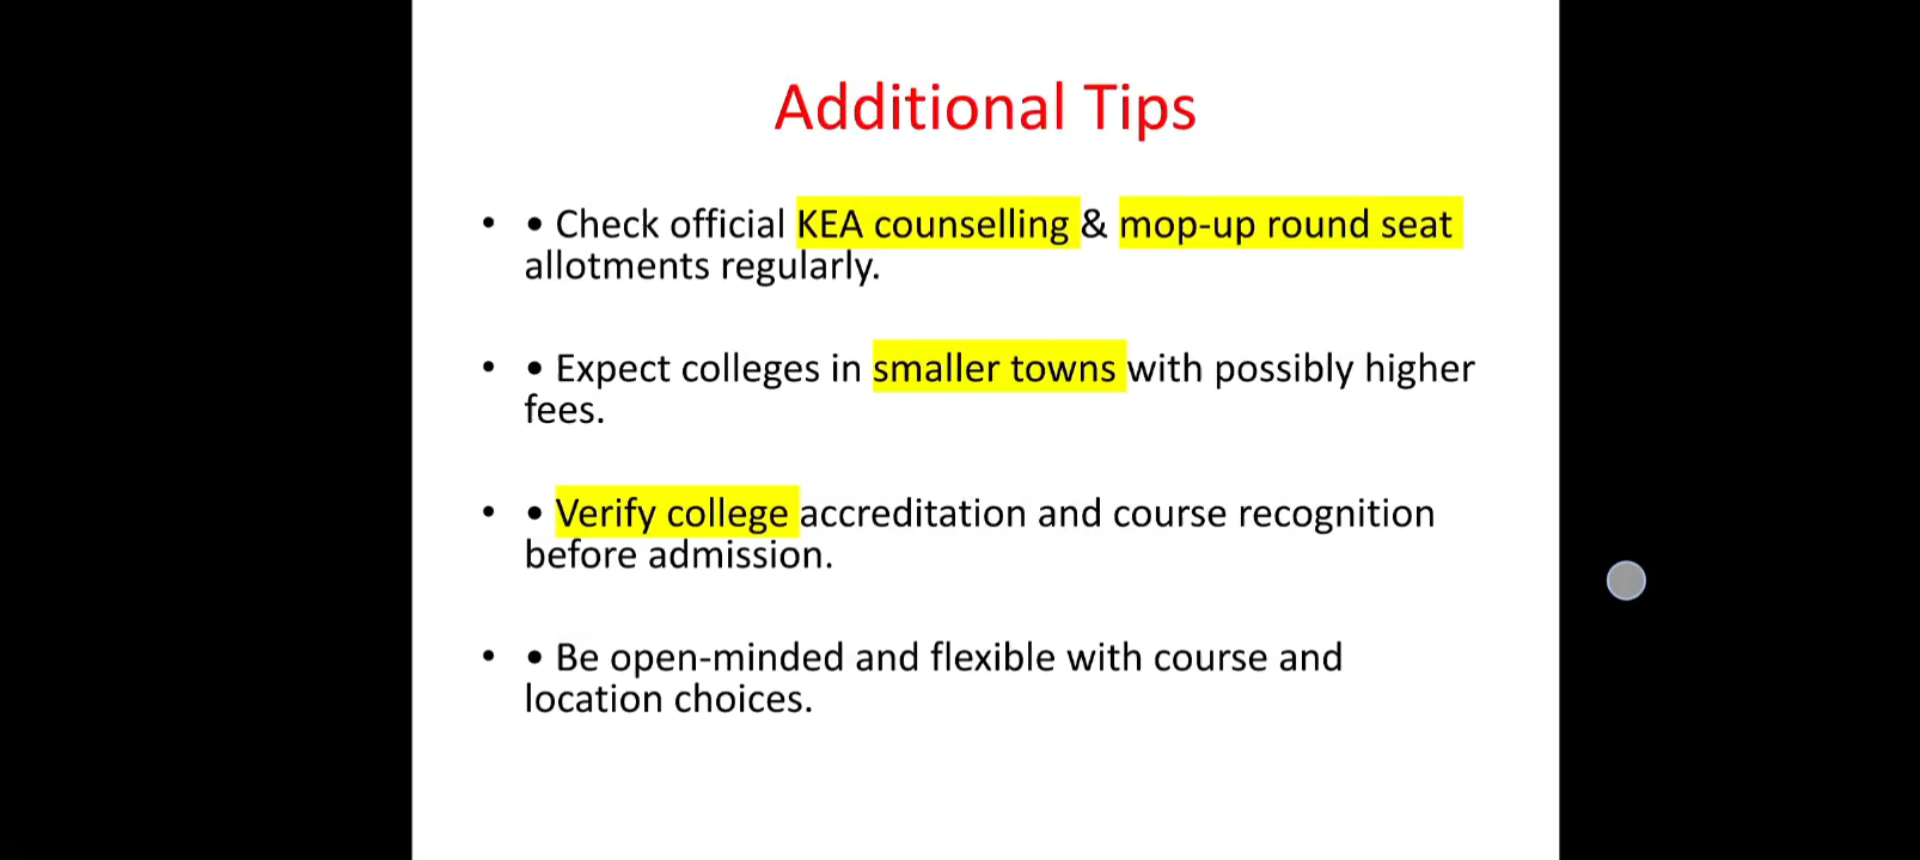 Additional Tips
• • Check official KEA counselling & mop-up round seat
allotments regularly.
• • Expect colleges in smaller towns with possibly higher
fees.
• • Verify college accreditation and course recognition
before admission.
• • Be open-minded and flexible with course and
location choices.